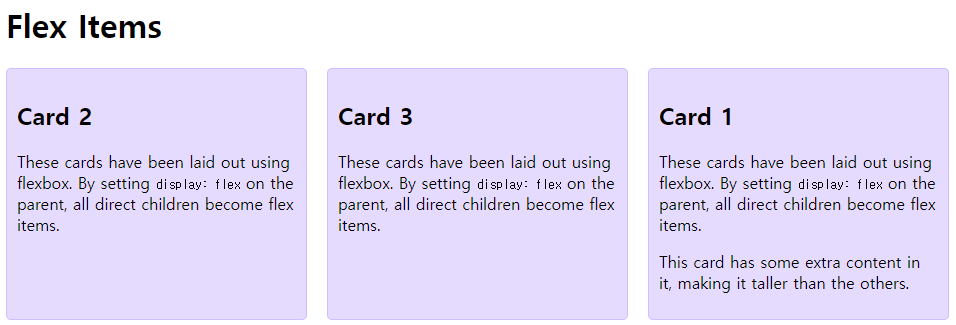 Flex Items
Card 2
These cards have been laid out using
flexbox. By setting display: flex on the
parent, all direct children become flex
items.
Card 3
These cards have been laid out using
flexbox. By setting display: flex on the
parent, all direct children become flex
items.
Card 1
These cards have been laid out using
flexbox. By setting display: flex on the
parent, all direct children become flex
items.
This card has some extra content in
it, making it taller than the others.